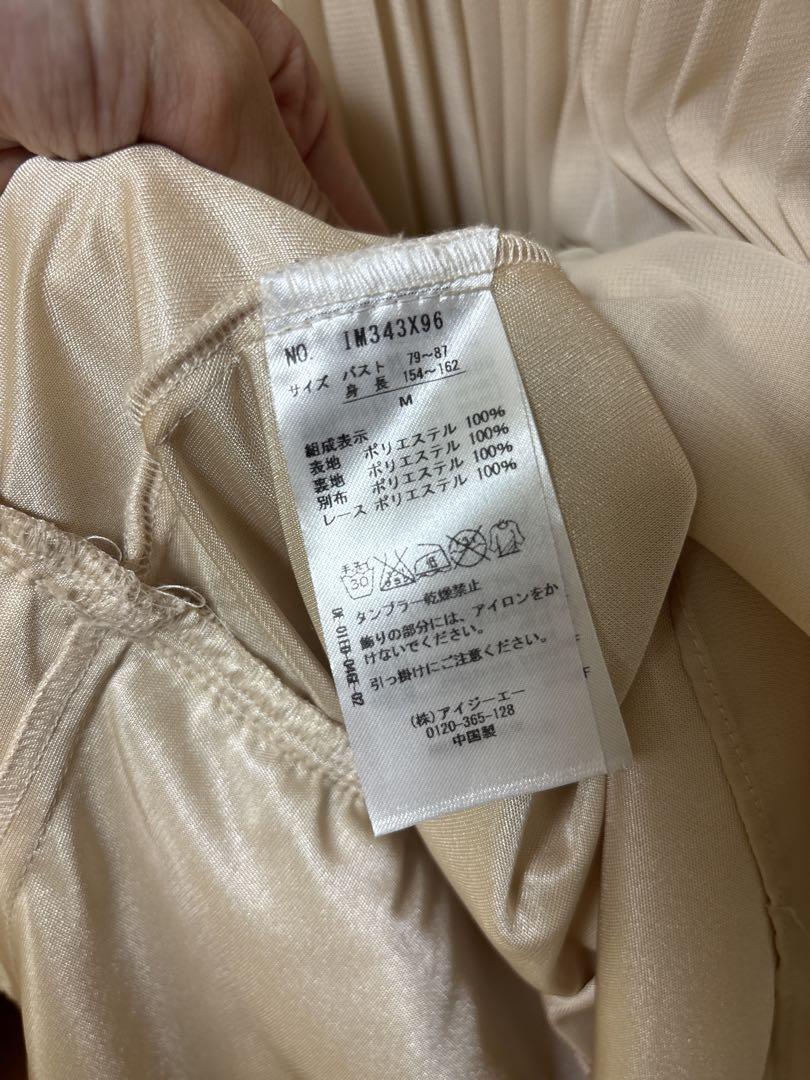 NO. IM343X96
サイズ バスト 79～87
身 長 154～162
M
組成表示
表地 ポリエステル 100%
裏地 ポリエステル 100%
別布 ポリエステル 100%
レース ポリエステル 100%
手洗イ
30
タンブラー乾燥禁止
飾りの部分には、アイロンをか
けないでください。
引っ掛けにご注意ください。
(株)アイジーエー
0120-365-128
中国製
F
F